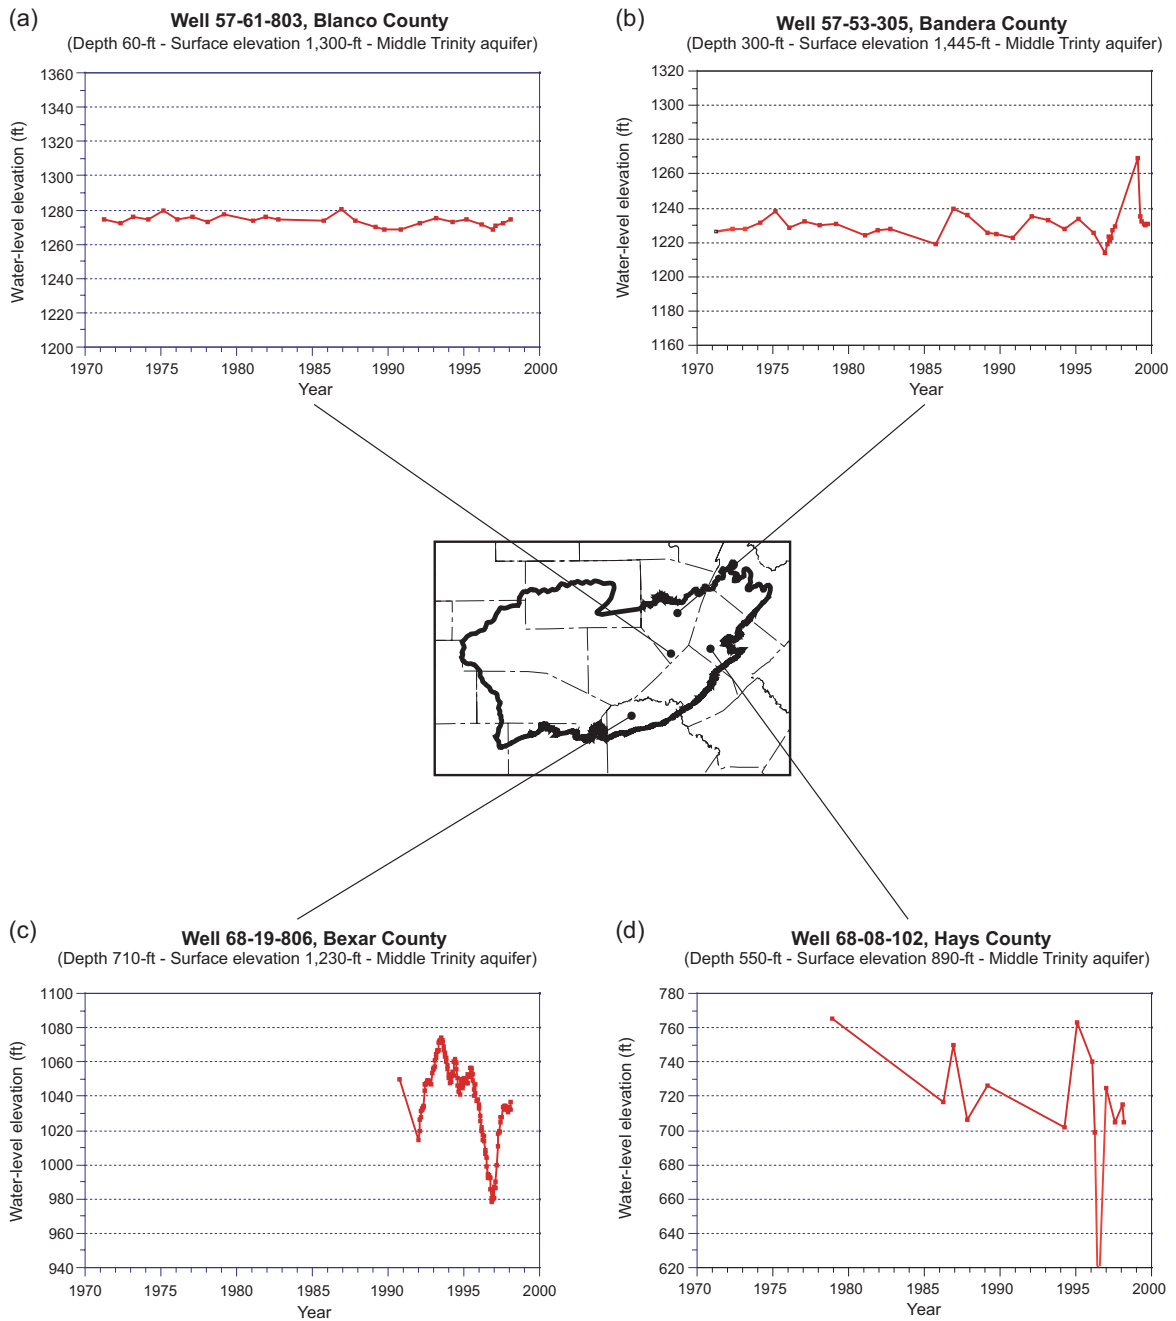 (a)
Well 57-61-803, Blanco County
(Depth 60-ft - Surface elevation 1,300-ft - Middle Trinity aquifer)
1360
1340
1320
1300
1280
1260
1240
1220
1200
Water-level elevation (ft)
1970 1975 1980 1985 1990 1995 2000
Year
(b)
Well 57-53-305, Bandera County
(Depth 300-ft - Surface elevation 1,445-ft - Middle Trinty aquifer)
1320
1300
1280
1260
1240
1220
1200
1180
1160
Water-level elevation (ft)
1970 1975 1980 1985 1990 1995 2000
Year
(c)
Well 68-19-806, Bexar County
(Depth 710-ft - Surface elevation 1,230-ft - Middle Trinity aquifer)
1100
1080
1060
1040
1020
1000
980
960
940
Water-level elevation (ft)
1970 1975 1980 1985 1990 1995 2000
Year
(d)
Well 68-08-102, Hays County
(Depth 550-ft - Surface elevation 890-ft - Middle Trinity aquifer)
780
760
740
720
700
680
660
640
620
Water-level elevation (ft)
1970 1975 1980 1985 1990 1995 2000
Year